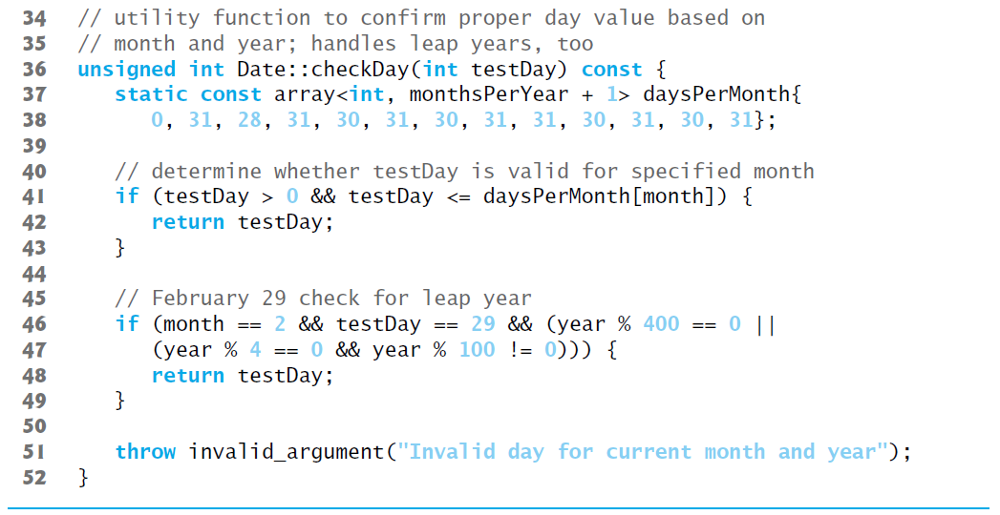 34 // utility function to confirm proper day value based on
35 // month and year; handles leap years, too
36 unsigned int Date::checkDay(int testDay) const {
37    static const array<int, monthsPerYear + 1> daysPerMonth{
38       0, 31, 28, 31, 30, 31, 30, 31, 31, 30, 31, 30, 31};
39
40    // determine whether testDay is valid for specified month
41    if (testDay > 0 && testDay <= daysPerMonth[month]) {
42       return testDay;
43    }
44
45    // February 29 check for leap year
46    if (month == 2 && testDay == 29 && (year % 400 == 0 ||
47       (year % 4 == 0 && year % 100 != 0))) {
48       return testDay;
49    }
50
51    throw invalid_argument("Invalid day for current month and year");
52 }